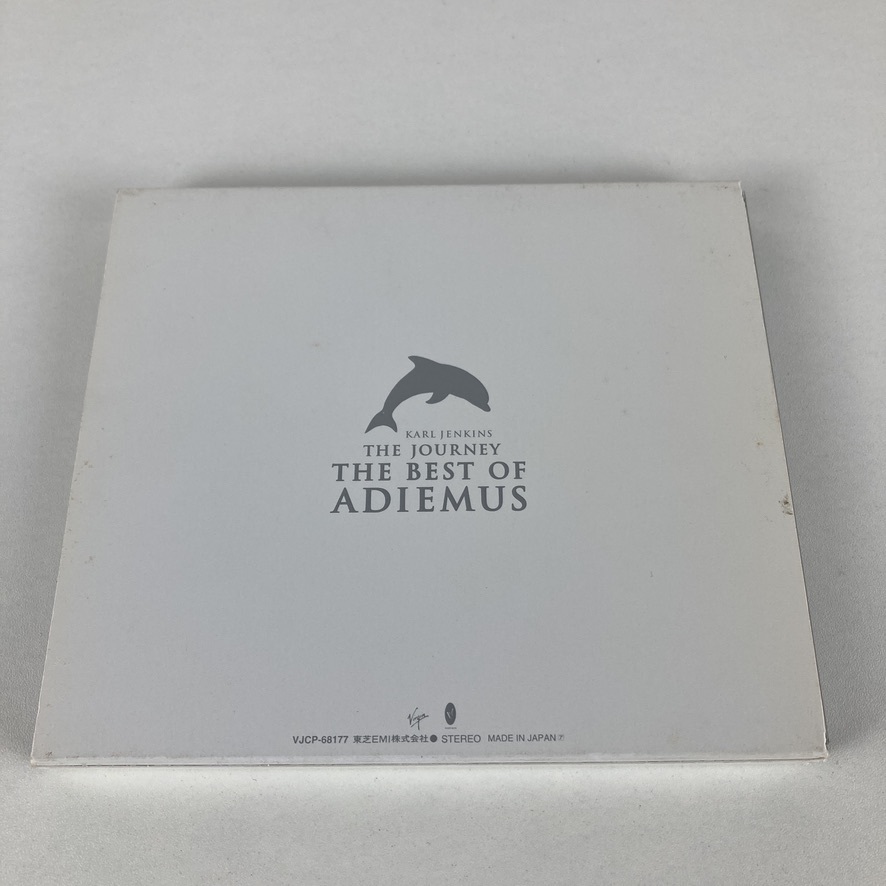 KARL JENKINS
THE JOURNEY
THE BEST OF
ADIEMUS
Virgin
VJCP-68177 東芝EMI株式会社● STEREO MADE IN JAPAN Ⓟ